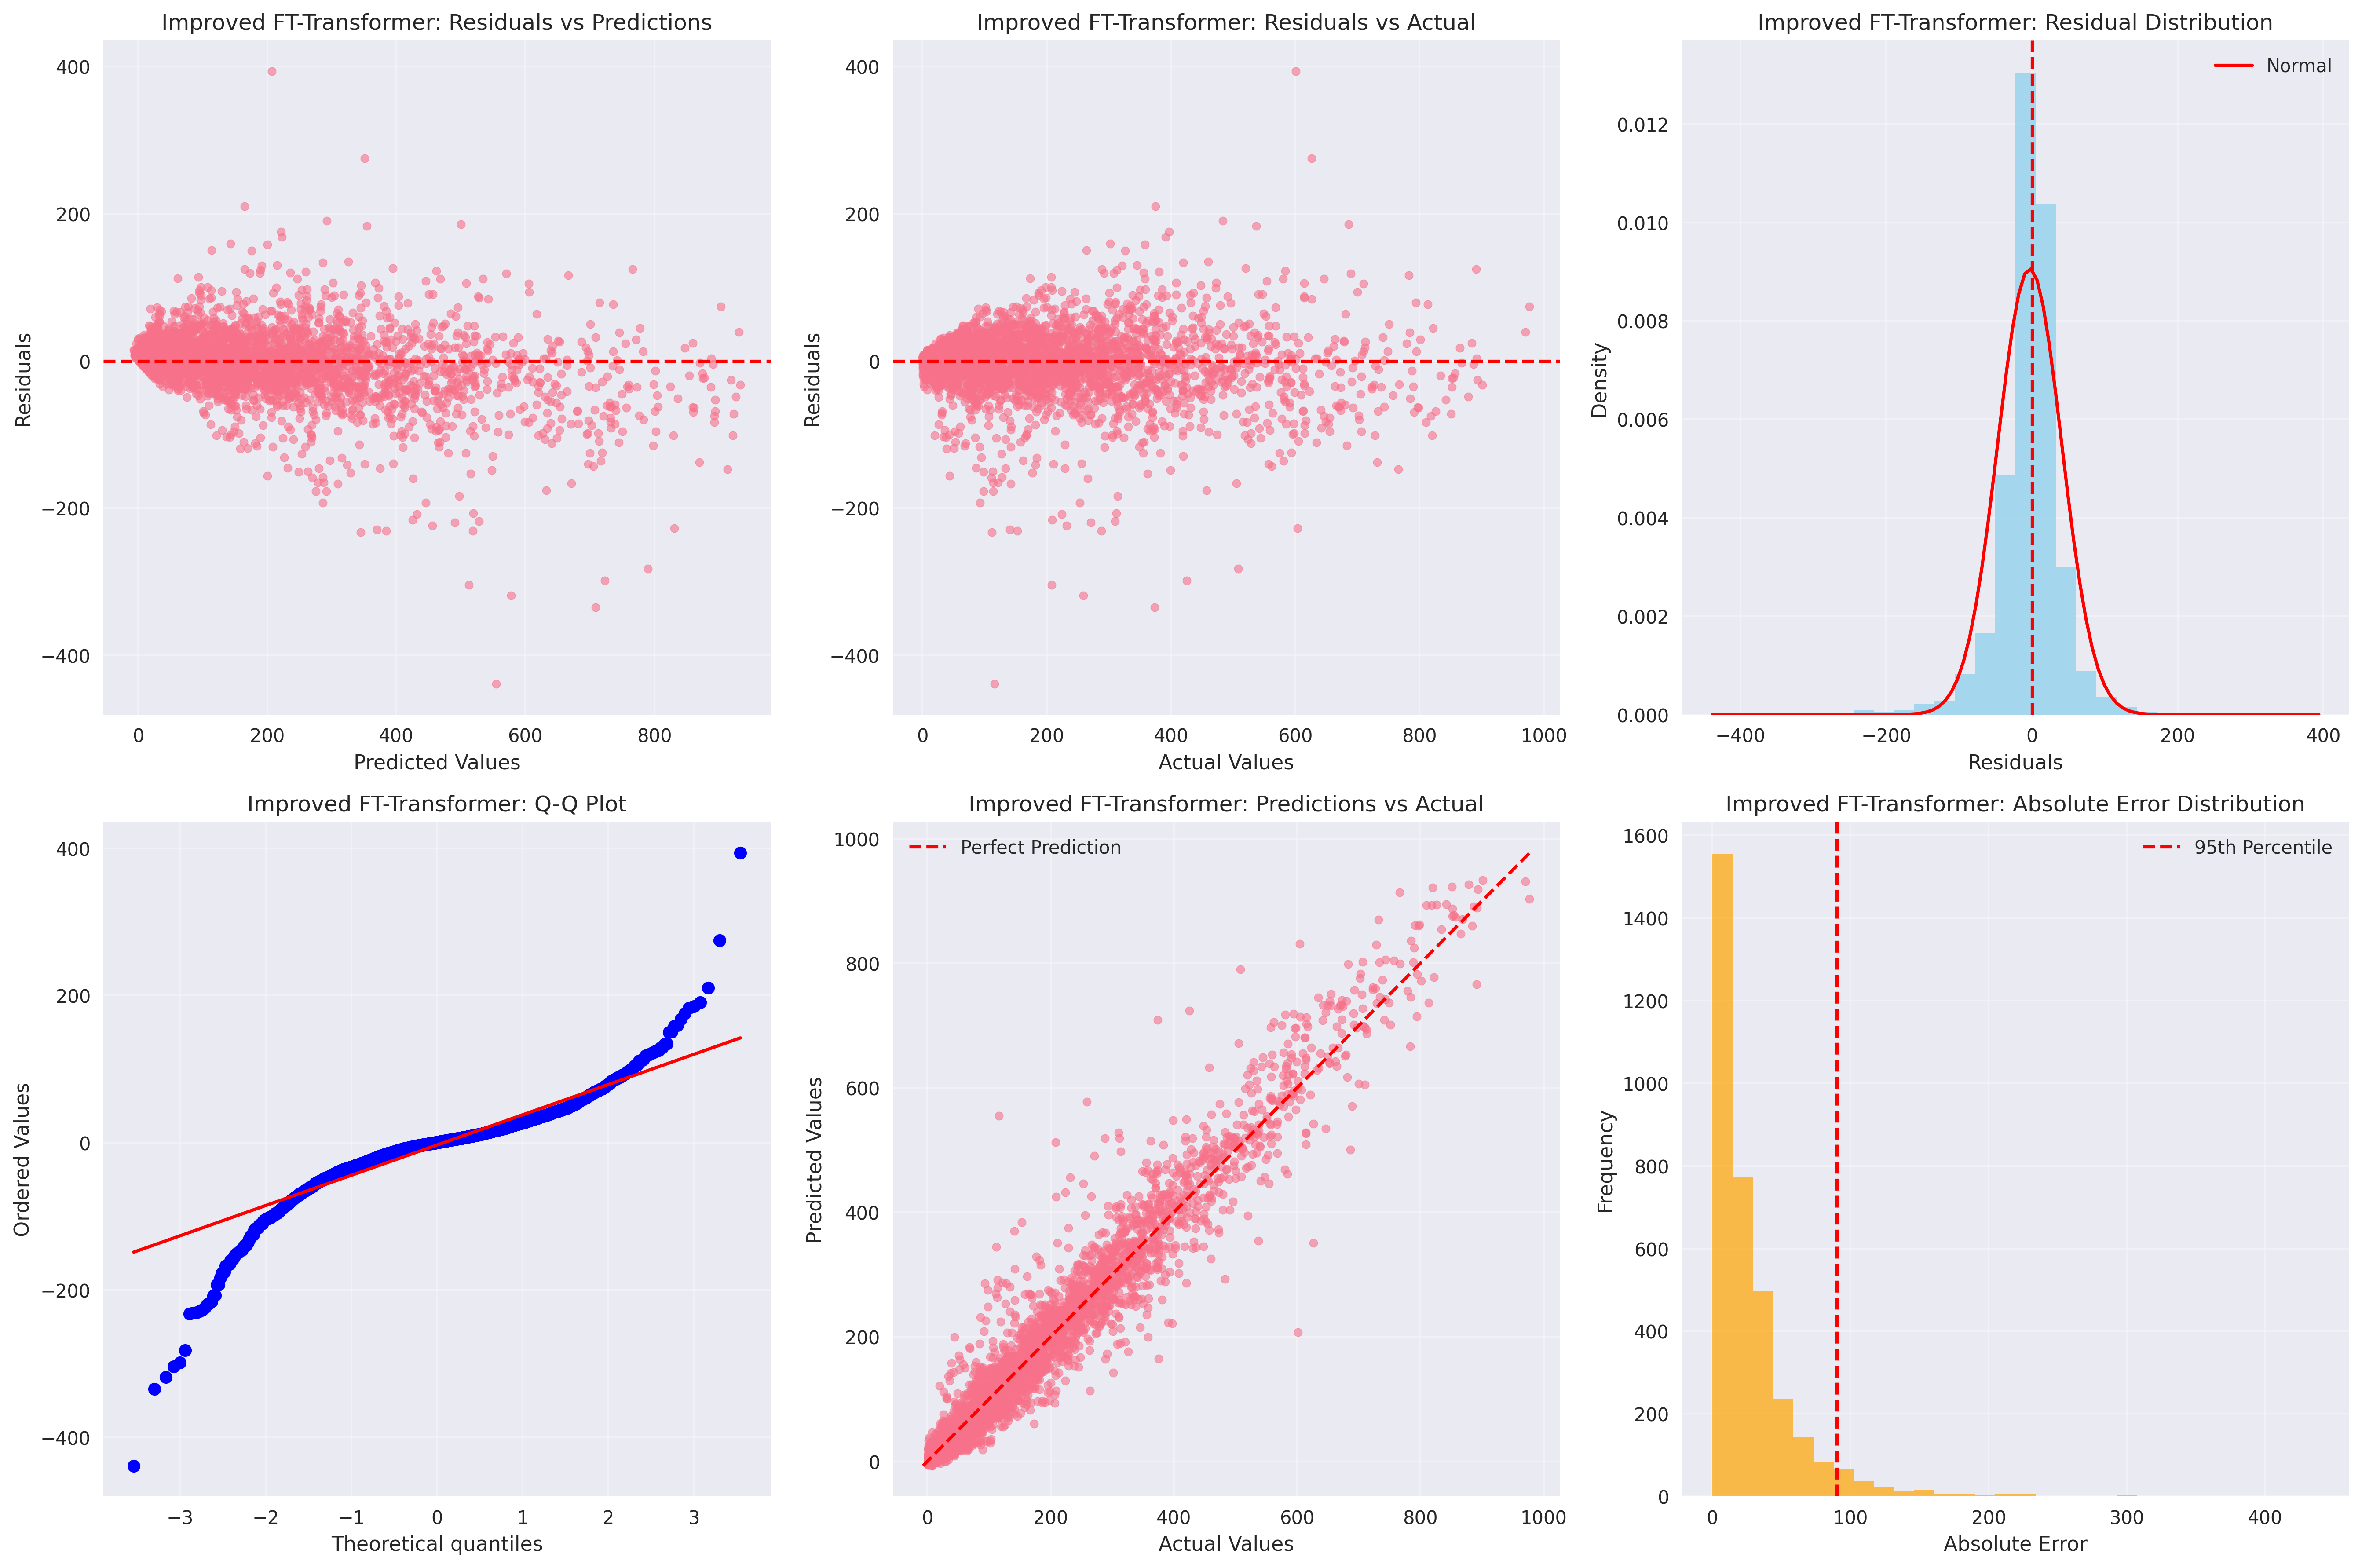 Improved FT-Transformer: Residuals vs Predictions
400
200
0
−200
−400
Residuals
0 200 400 600 800
Predicted Values
Improved FT-Transformer: Residuals vs Actual
400
200
0
−200
−400
Residuals
0 200 400 600 800 1000
Actual Values
Improved FT-Transformer: Residual Distribution
Normal
0.012
0.010
0.008
0.006
0.004
0.002
0.000
Density
−400 −200 0 200 400
Residuals
Improved FT-Transformer: Q-Q Plot
400
200
0
−200
−400
Ordered Values
−3 −2 −1 0 1 2 3
Theoretical quantiles
Improved FT-Transformer: Predictions vs Actual
Perfect Prediction
1000
800
600
400
200
0
Predicted Values
0 200 400 600 800 1000
Actual Values
Improved FT-Transformer: Absolute Error Distribution
95th Percentile
1600
1400
1200
1000
800
600
400
200
0
Frequency
0 100 200 300 400
Absolute Error